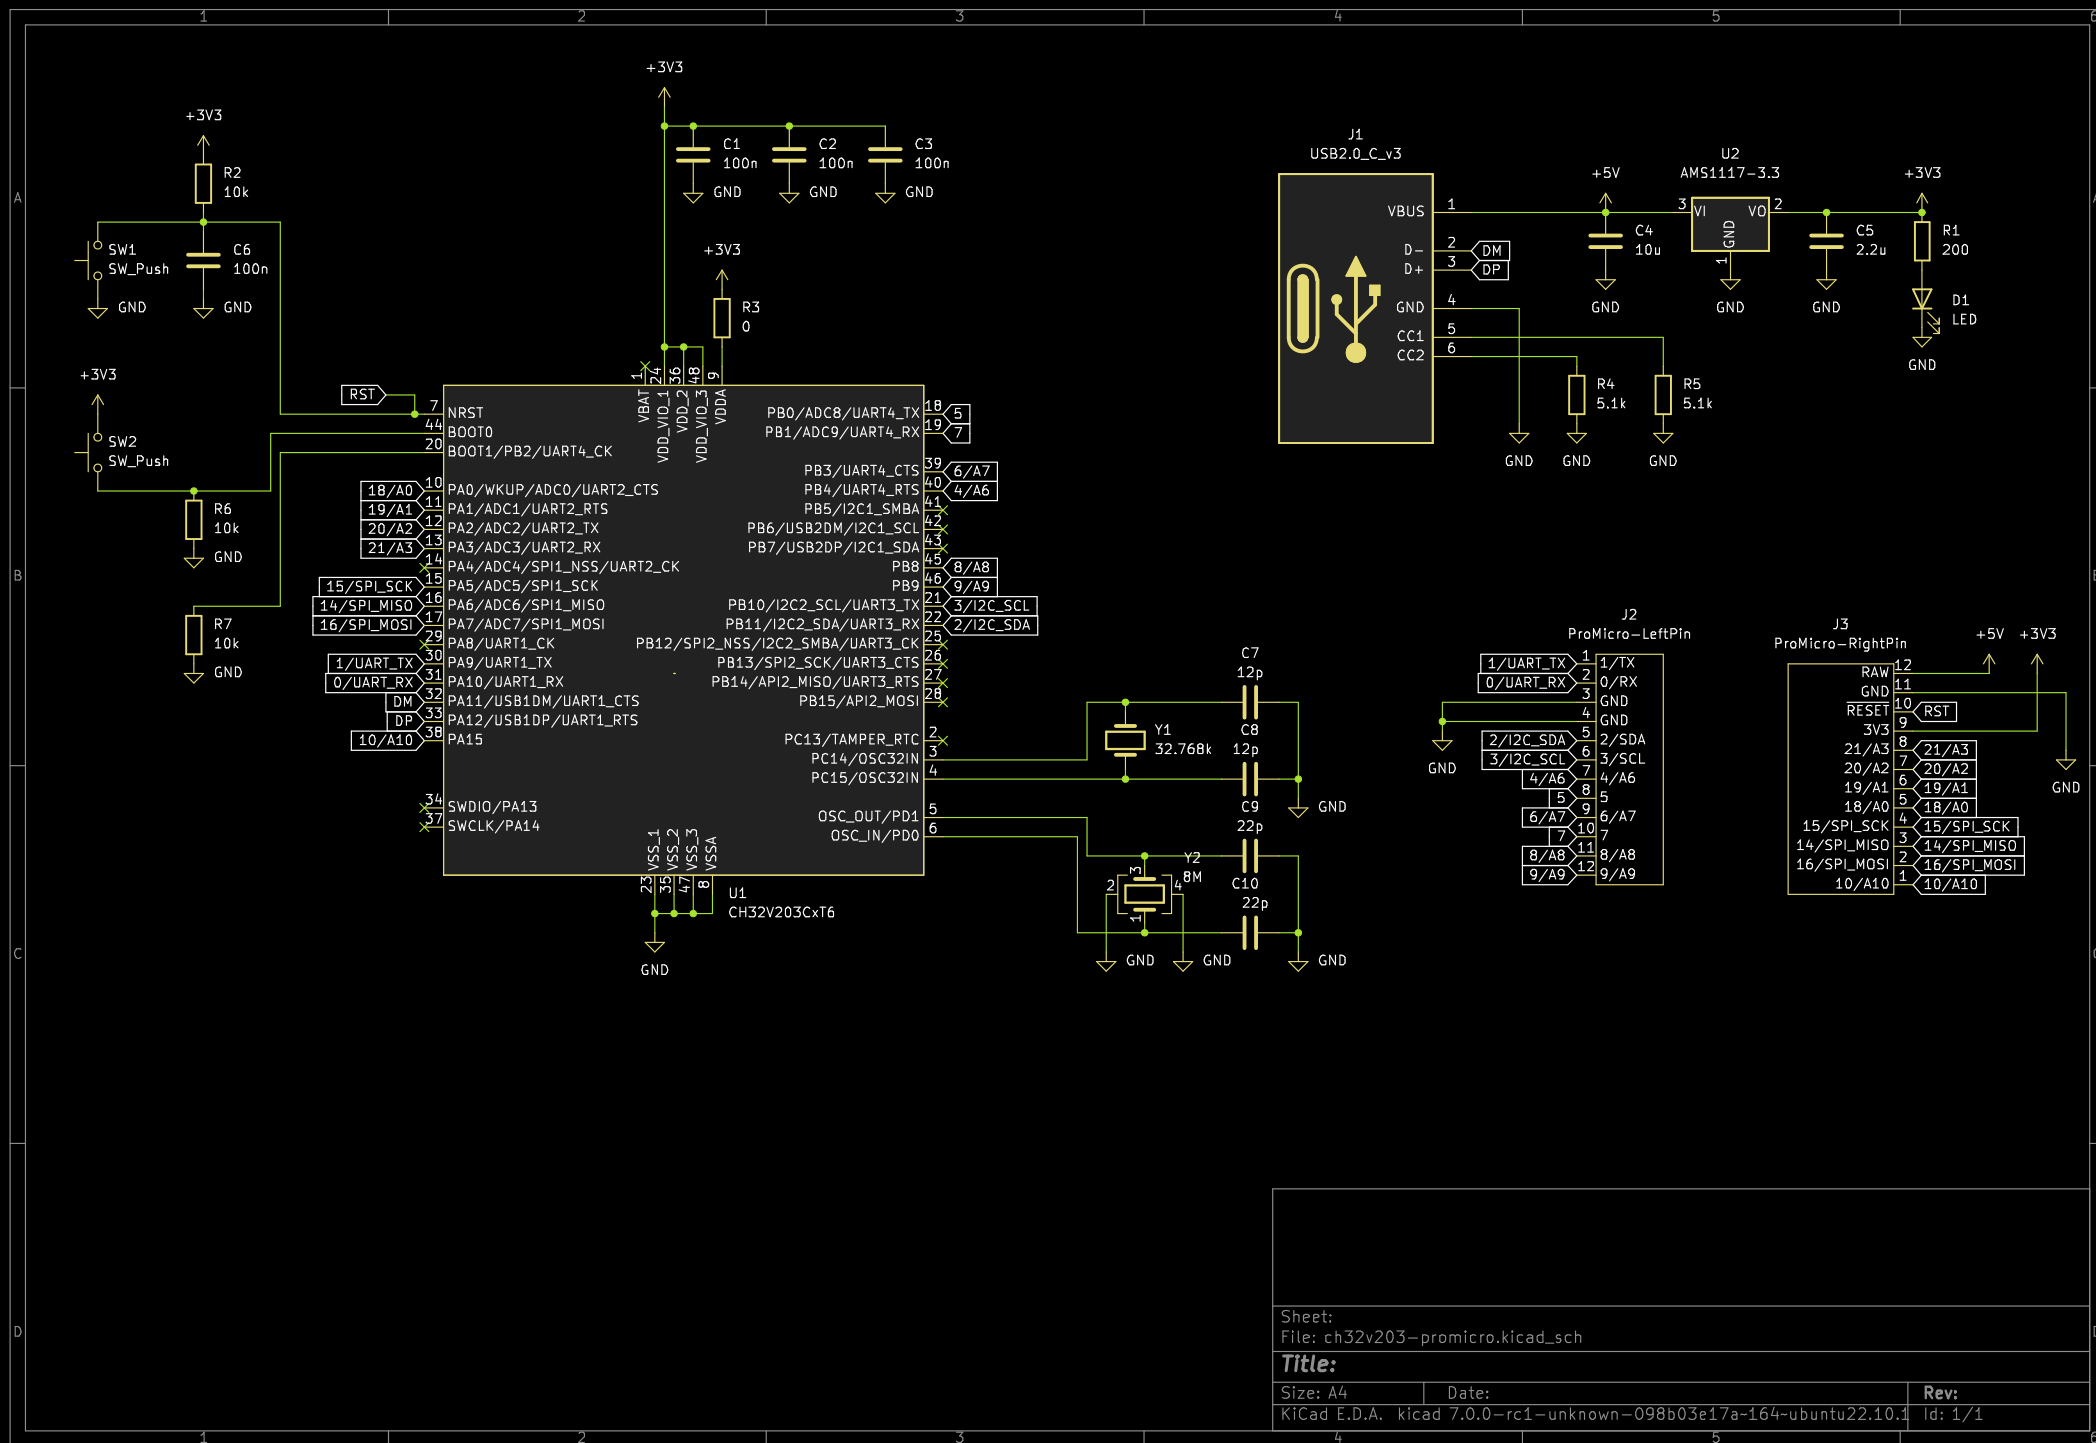 1 2 3 4 5 6
A
B
C
D
+3V3
R2
10k
SW1
SW_Push
C6
100n
GND
GND
+3V3
SW2
SW_Push
R6
10k
GND
R7
10k
GND
+3V3
C1
100n
C2
100n
C3
100n
GND
GND
GND
+3V3
R3
0
1 VBAT
24 VDD_VIO_1
36 VDD_2
48 VDD_VIO_3
9 VDDA
RST
7 NRST
44 BOOT0
20 BOOT1/PB2/UART4_CK
18/A0 10 PA0/WKUP/ADC0/UART2_CTS
19/A1 11 PA1/ADC1/UART2_RTS
20/A2 12 PA2/ADC2/UART2_TX
21/A3 13 PA3/ADC3/UART2_RX
14 PA4/ADC4/SPI1_NSS/UART2_CK
15/SPI_SCK 15 PA5/ADC5/SPI1_SCK
14/SPI_MISO 16 PA6/ADC6/SPI1_MISO
16/SPI_MOSI 17 PA7/ADC7/SPI1_MOSI
29 PA8/UART1_CK
1/UART_TX 30 PA9/UART1_TX
0/UART_RX 31 PA10/UART1_RX
DM 32 PA11/USB1DM/UART1_CTS
DP 33 PA12/USB1DP/UART1_RTS
10/A10 38 PA15
34 SWDIO/PA13
37 SWCLK/PA14
PB0/ADC8/UART4_TX 18 5
PB1/ADC9/UART4_RX 19 7
PB3/UART4_CTS 39 6/A7
PB4/UART4_RTS 40 4/A6
PB5/I2C1_SMBA 41
PB6/USB2DM/I2C1_SCL 42
PB7/USB2DP/I2C1_SDA 43
PB8 45 8/A8
PB9 46 9/A9
PB10/I2C2_SCL/UART3_TX 21 3/I2C_SCL
PB11/I2C2_SDA/UART3_RX 22 2/I2C_SDA
PB12/SPI2_NSS/I2C2_SMBA/UART3_CK 25
PB13/SPI2_SCK/UART3_CTS 26
PB14/API2_MISO/UART3_RTS 27
PB15/API2_MOSI 28
PC13/TAMPER_RTC 2
PC14/OSC32IN 3
PC15/OSC32IN 4
OSC_OUT/PD1 5
OSC_IN/PD0 6
23 VSS_1
35 VSS_2
47 VSS_3
8 VSSA
U1
CH32V203CxT6
GND
C7
12p
Y1
32.768k
C8
12p
GND
C9
22p
Y2
8M
3
2
4
1
C10
22p
GND
GND
GND
J1
USB2.0_C_v3
VBUS 1
D- 2 DM
D+ 3 DP
GND 4
CC1 5
CC2 6
GND
R4
5.1k
GND
R5
5.1k
GND
+5V
C4
10u
GND
U2
AMS1117-3.3
3 VI
VO 2
GND
1
GND
C5
2.2u
GND
+3V3
R1
200
D1
LED
GND
J2
ProMicro-LeftPin
1/UART_TX 1 1/TX
0/UART_RX 2 0/RX
3 GND
4 GND
2/I2C_SDA 5 2/SDA
3/I2C_SCL 6 3/SCL
4/A6 7 4/A6
5 8 5
6/A7 9 6/A7
7 10 7
8/A8 11 8/A8
9/A9 12 9/A9
GND
J3
ProMicro-RightPin
+5V
+3V3
RAW 12
GND 11
RESET 10 RST
3V3 9
21/A3 8 21/A3
20/A2 7 20/A2
19/A1 6 19/A1
18/A0 5 18/A0
15/SPI_SCK 4 15/SPI_SCK
14/SPI_MISO 3 14/SPI_MISO
16/SPI_MOSI 2 16/SPI_MOSI
10/A10 1 10/A10
GND
Sheet:
File: ch32v203-promicro.kicad_sch
Title:
Size: A4 Date: Rev:
KiCad E.D.A. kicad 7.0.0-rc1-unknown-098b03e17a~164~ubuntu22.10.1 Id: 1/1
1 2 3 4 5 6